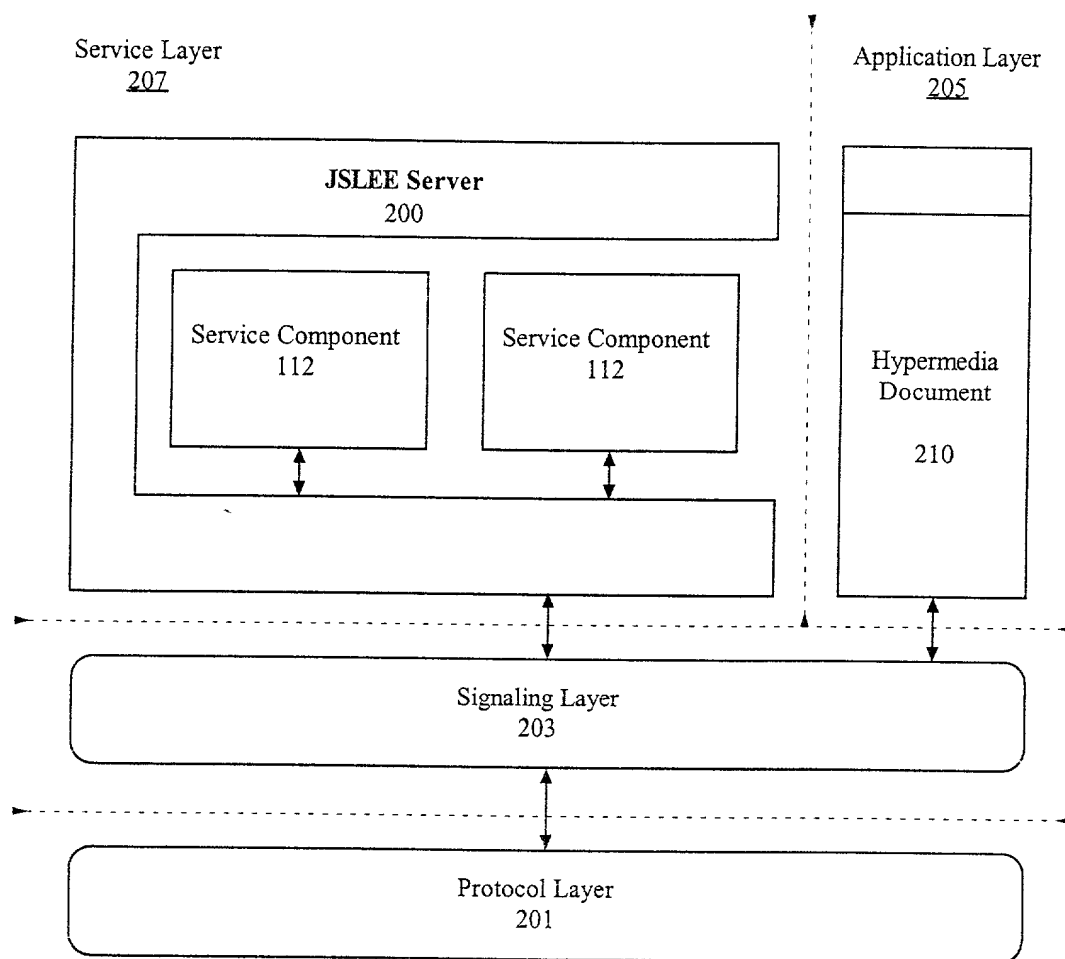 Service Layer
207
Application Layer
205
JSLEE Server
200
Service Component
112
Service Component
112
Hypermedia
Document
210
Signaling Layer
203
Protocol Layer
201